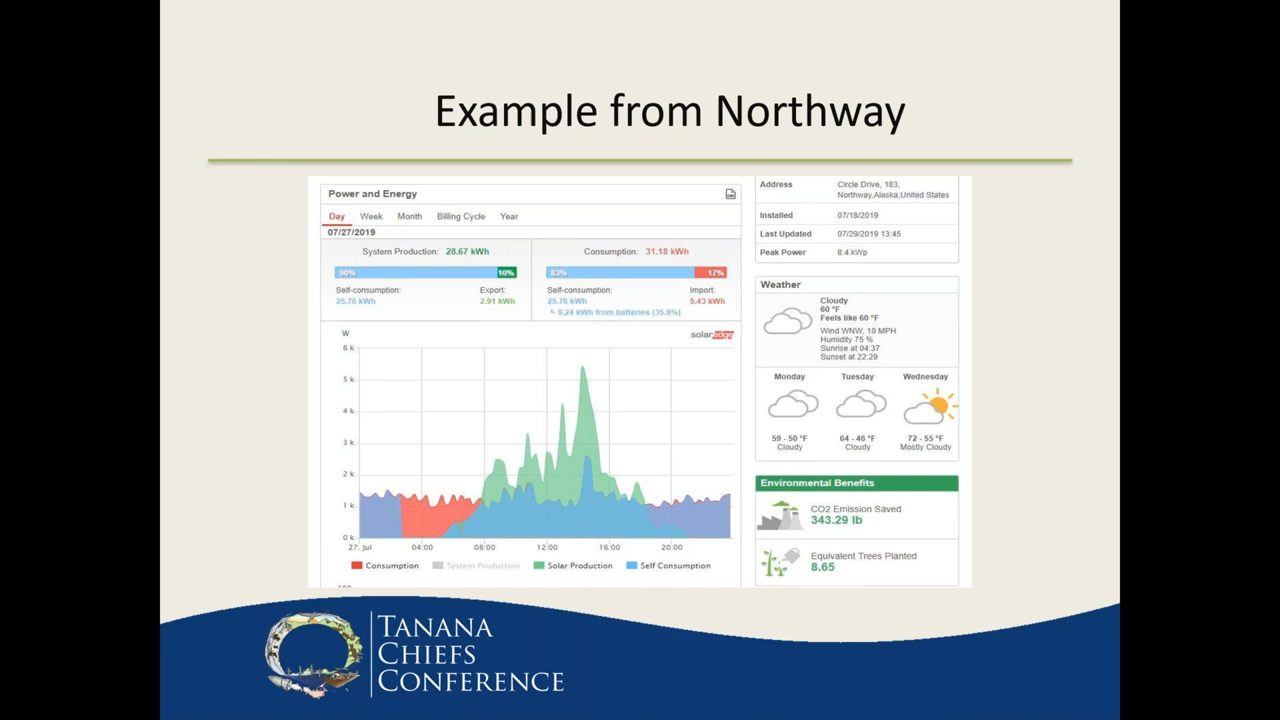 Example from Northway
Power and Energy
Day Week Month Billing Cycle Year
07/27/2019
System Production: 28.67 kWh
90% 10%
Self-consumption: Export:
25.76 kWh 2.91 kWh
Consumption: 31.18 kWh
83% 17%
Self-consumption: Import:
25.76 kWh 5.43 kWh
9.24 kWh from batteries (35.9%)
W
solaredge
6 k
5 k
4 k
3 k
2 k
1 k
0 k
27. Jul 04:00 08:00 12:00 16:00 20:00
Consumption System Production Solar Production Self Consumption
Address Circle Drive, 183,
Northway,Alaska,United States
Installed 07/18/2019
Last Updated 07/29/2019 13:45
Peak Power 8.4 kWp
Weather
Cloudy
60 °F
Feels like 60 °F
Wind WNW, 10 MPH
Humidity 75 %
Sunrise at 04:37
Sunset at 22:29
Monday Tuesday Wednesday
59 - 50 °F 64 - 46 °F 72 - 55 °F
Cloudy Cloudy Mostly Cloudy
Environmental Benefits
CO2 Emission Saved
343.29 lb
Equivalent Trees Planted
8.65
TANANA
CHIEFS
CONFERENCE